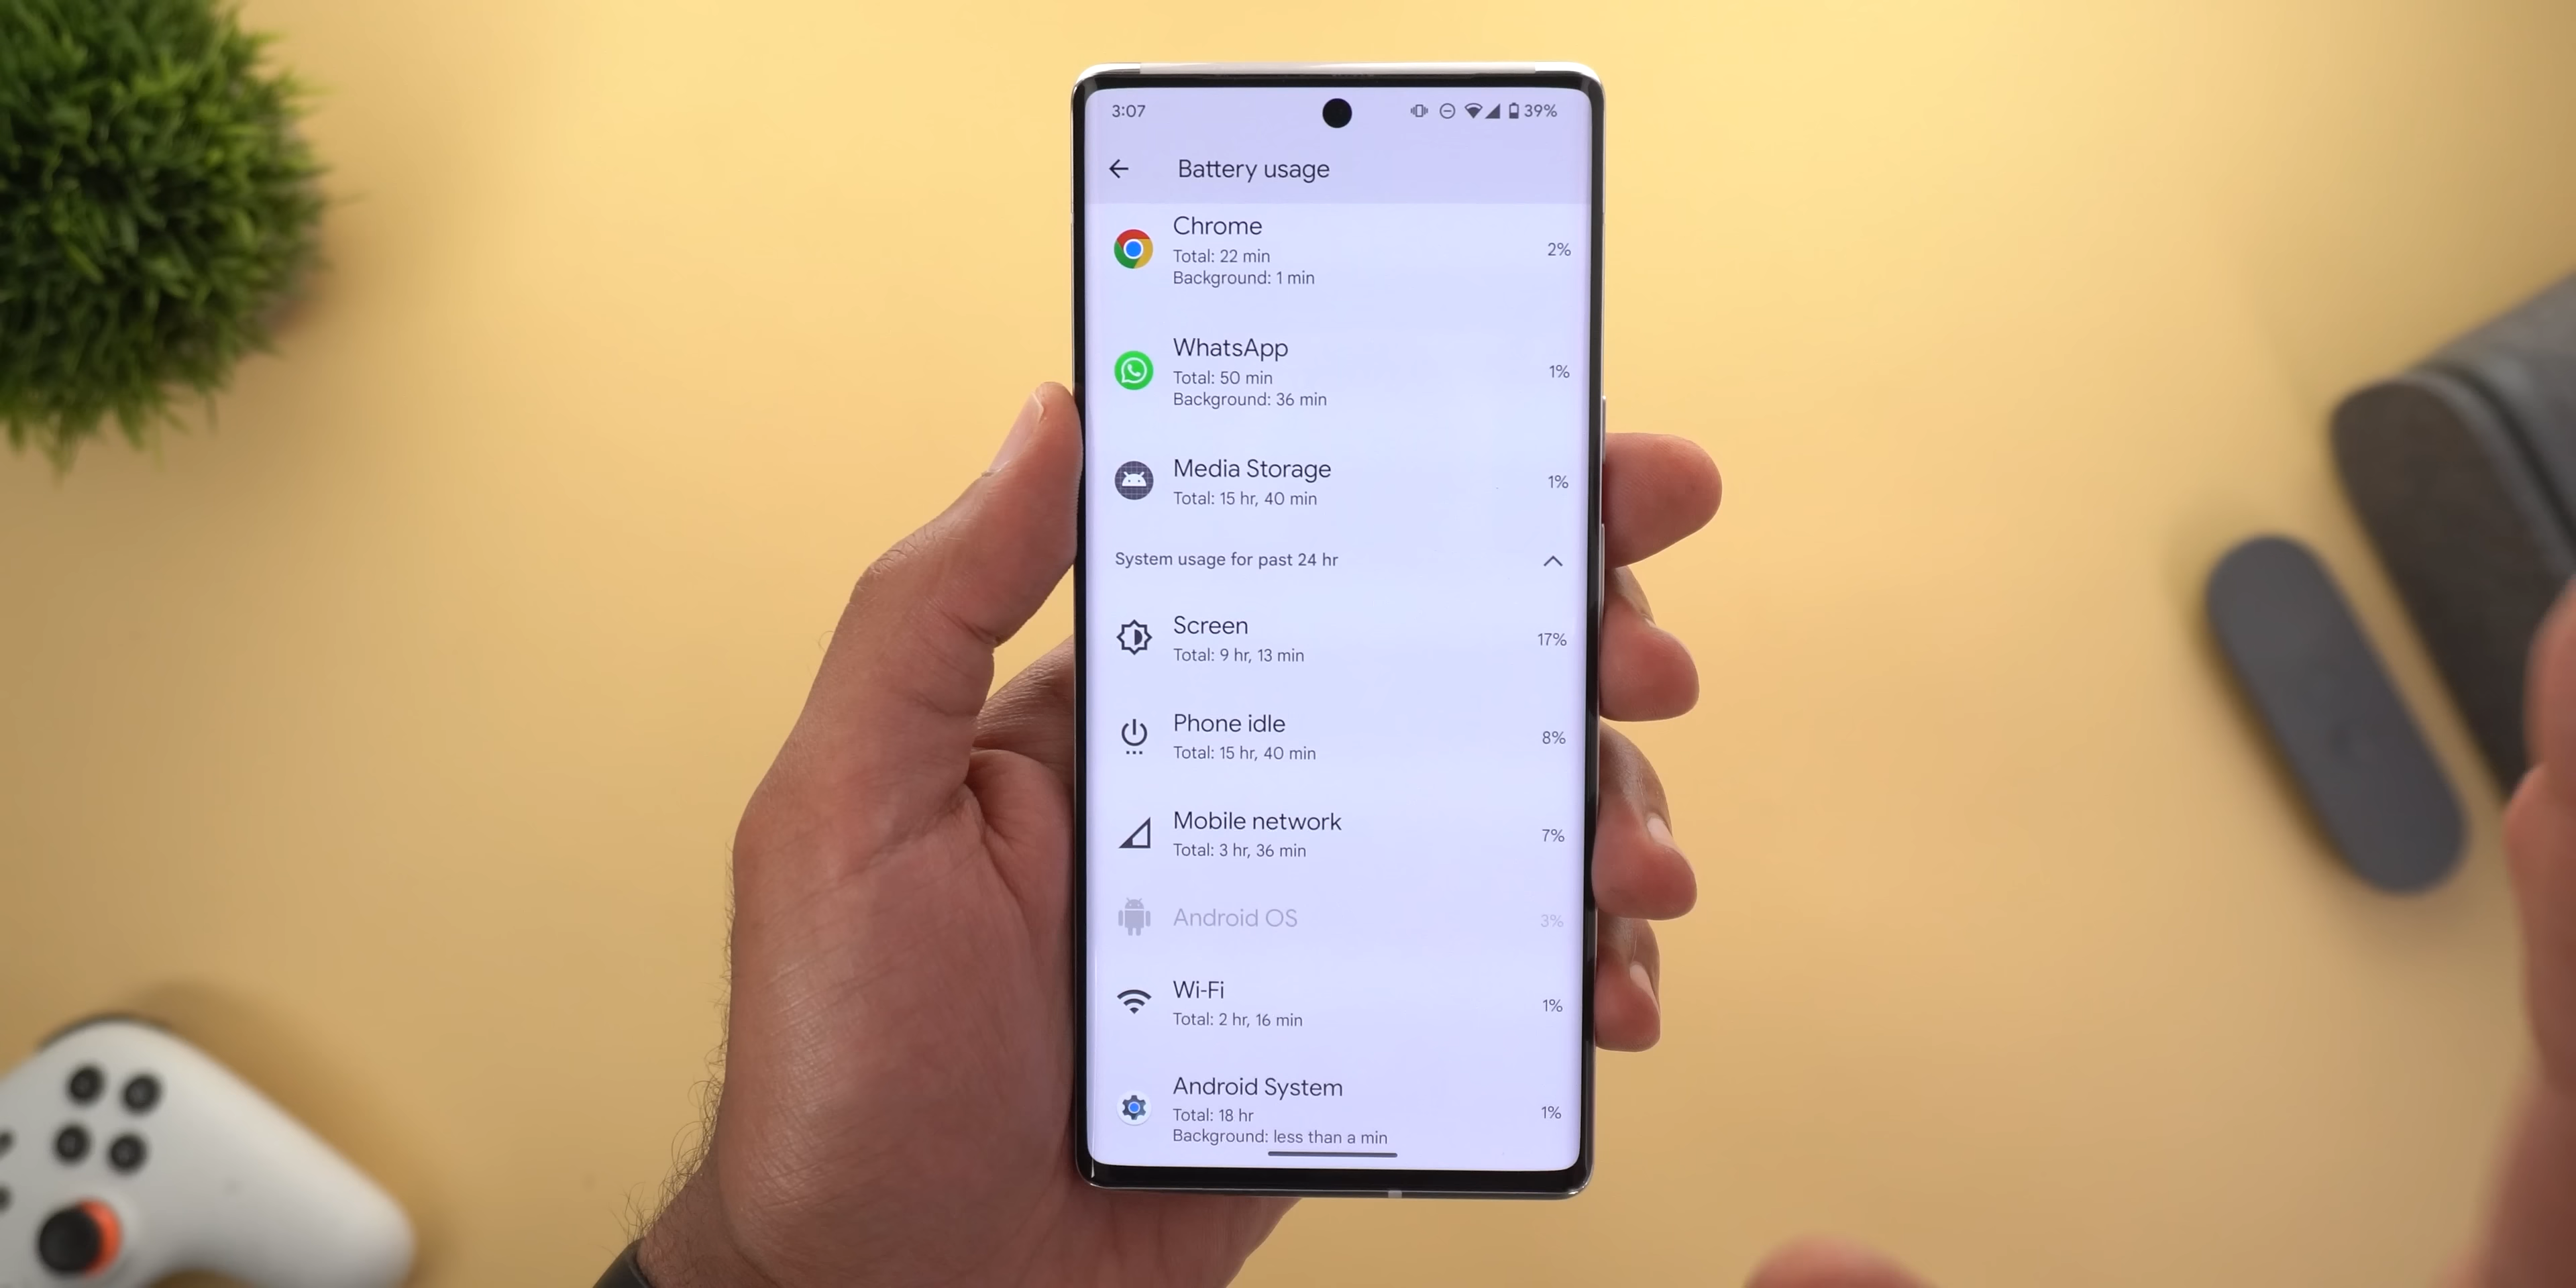 3:07
39%
Battery usage
Chrome
Total: 22 min
Background: 1 min
2%
WhatsApp
Total: 50 min
Background: 36 min
1%
Media Storage
Total: 15 hr, 40 min
1%
System usage for past 24 hr
Screen
Total: 9 hr, 13 min
17%
Phone idle
Total: 15 hr, 40 min
8%
Mobile network
Total: 3 hr, 36 min
7%
Android OS
3%
Wi-Fi
Total: 2 hr, 16 min
1%
Android System
Total: 18 hr
Background: less than a min
1%